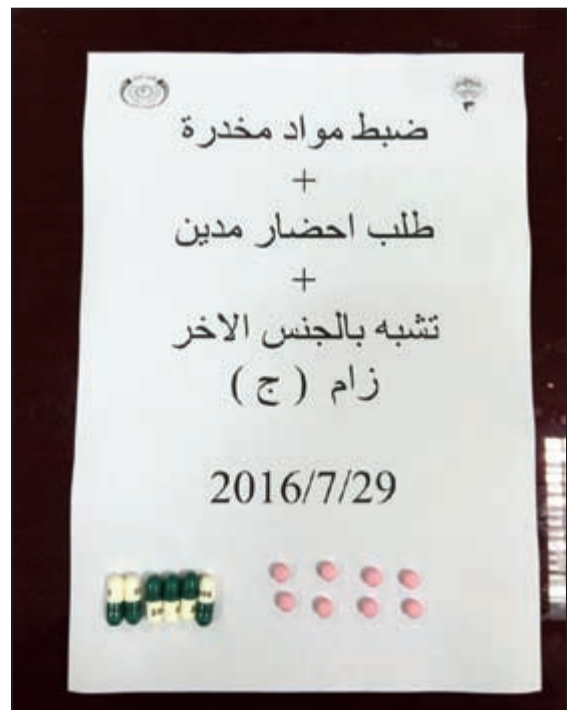 ضبط مواد مخدرة
+
طلب احضار مدين
+
تشبه بالجنس الاخر
زام ( ج )
2016/7/29